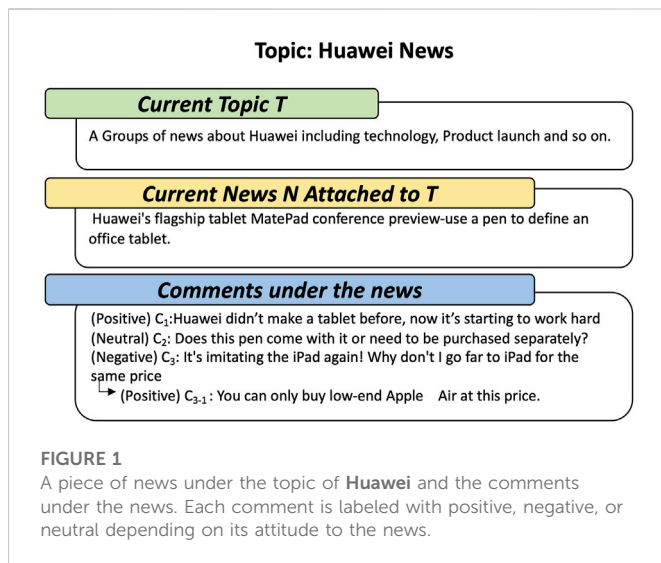 Topic: Huawei News
Current Topic T
A Groups of news about Huawei including technology, Product launch and so on.
Current News N Attached to T
Huawei's flagship tablet MatePad conference preview-use a pen to define an
office tablet.
Comments under the news
(Positive) C1:Huawei didn't make a tablet before, now it's starting to work hard
(Neutral) C2: Does this pen come with it or need to be purchased separately?
(Negative) C3: It's imitating the iPad again! Why don't I go far to iPad for the
same price
(Positive) C3-1 : You can only buy low-end Apple Air at this price.
FIGURE 1
A piece of news under the topic of Huawei and the comments
under the news. Each comment is labeled with positive, negative, or
neutral depending on its attitude to the news.